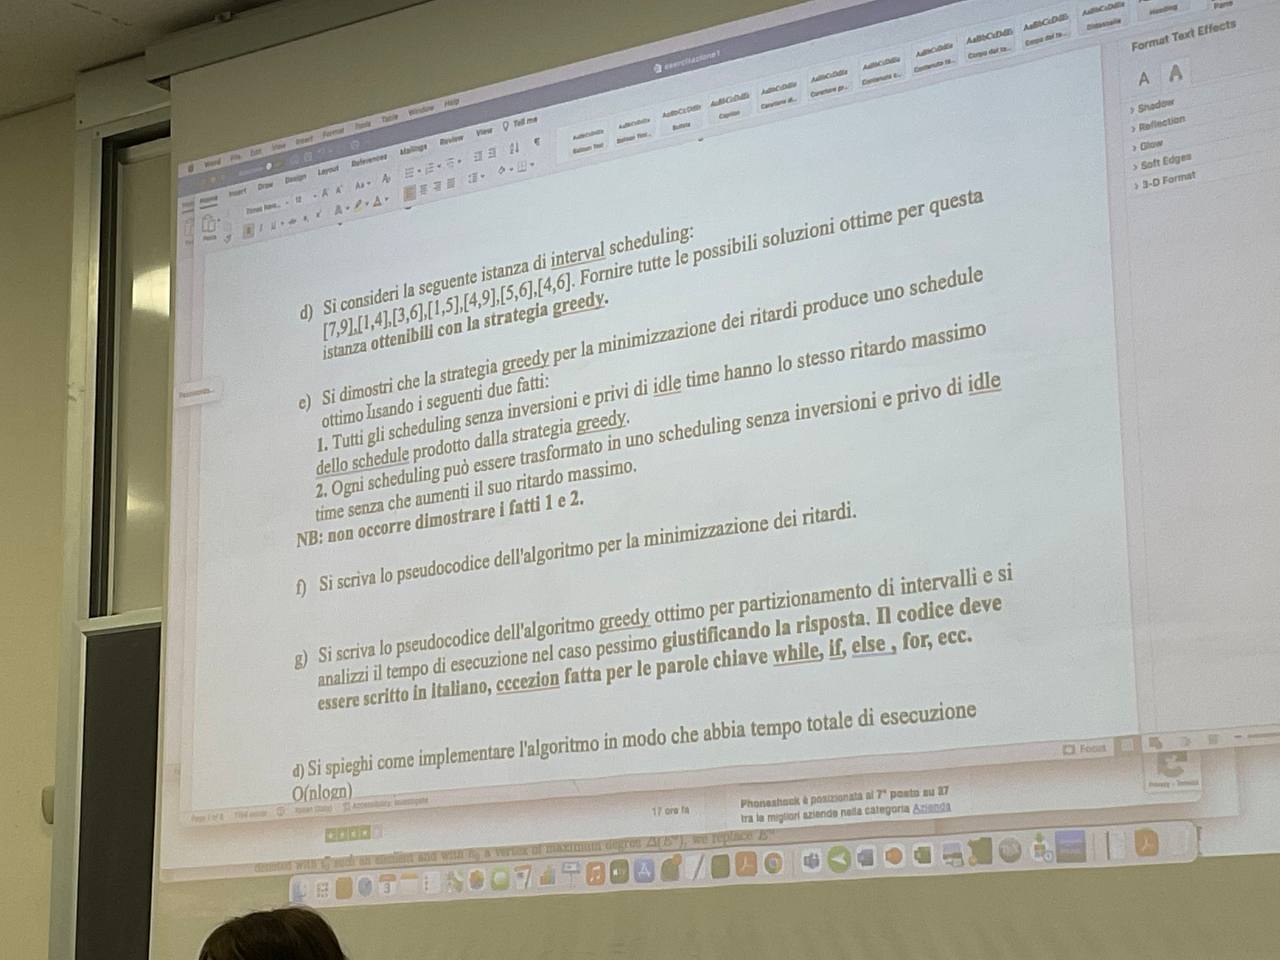 esercitazione1
Word File Edit View Insert Format Tools Table Window Help
Home Insert Draw Design Layout References Mailings Review View Tell me
Format Text Effects
Shadow
Reflection
Glow
Soft Edges
3-D Format
d) Si consideri la seguente istanza di interval scheduling:
[7,9],[1,4],[3,6],[1,5],[4,9],[5,6],[4,6]. Fornire tutte le possibili soluzioni ottime per questa
istanza ottenibili con la strategia greedy.
e) Si dimostri che la strategia greedy per la minimizzazione dei ritardi produce uno schedule
ottimo usando i seguenti due fatti:
1. Tutti gli scheduling senza inversioni e privi di idle time hanno lo stesso ritardo massimo
dello schedule prodotto dalla strategia greedy.
2. Ogni scheduling può essere trasformato in uno scheduling senza inversioni e privo di idle
time senza che aumenti il suo ritardo massimo.
NB: non occorre dimostrare i fatti 1 e 2.
f) Si scriva lo pseudocodice dell'algoritmo per la minimizzazione dei ritardi.
g) Si scriva lo pseudocodice dell'algoritmo greedy ottimo per partizionamento di intervalli e si
analizzi il tempo di esecuzione nel caso pessimo giustificando la risposta. Il codice deve
essere scritto in italiano, cccezion fatta per le parole chiave while, if, else , for, ecc.
d) Si spieghi come implementare l'algoritmo in modo che abbia tempo totale di esecuzione
O(nlogn)
Focus
17 ore fa
Phoneshock è posizionata al 7° posto su 27
tra le migliori aziende nella categoria Azienda